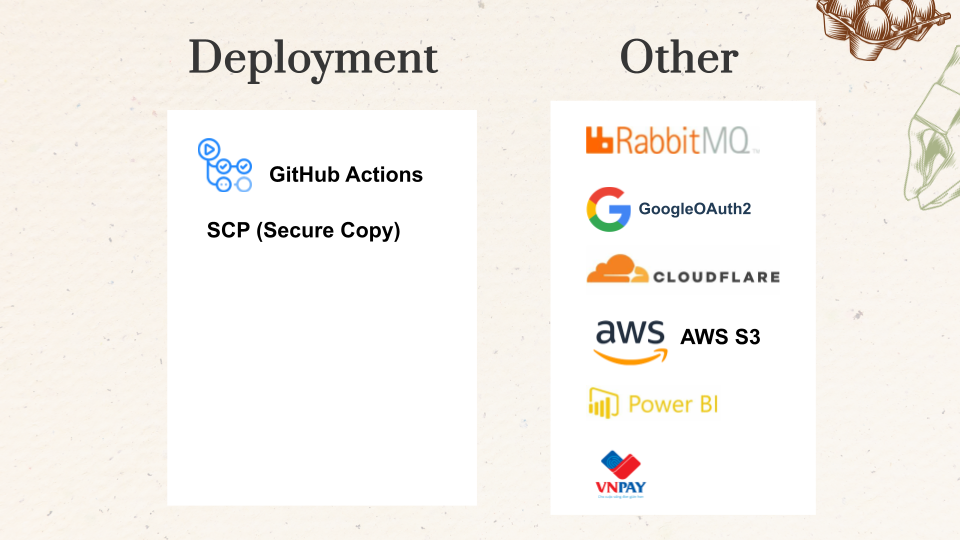 Deployment
GitHub Actions
SCP (Secure Copy)
Other
RabbitMQ
GoogleOAuth2
CLOUDFLARE
aws AWS S3
Power BI
VNPAY